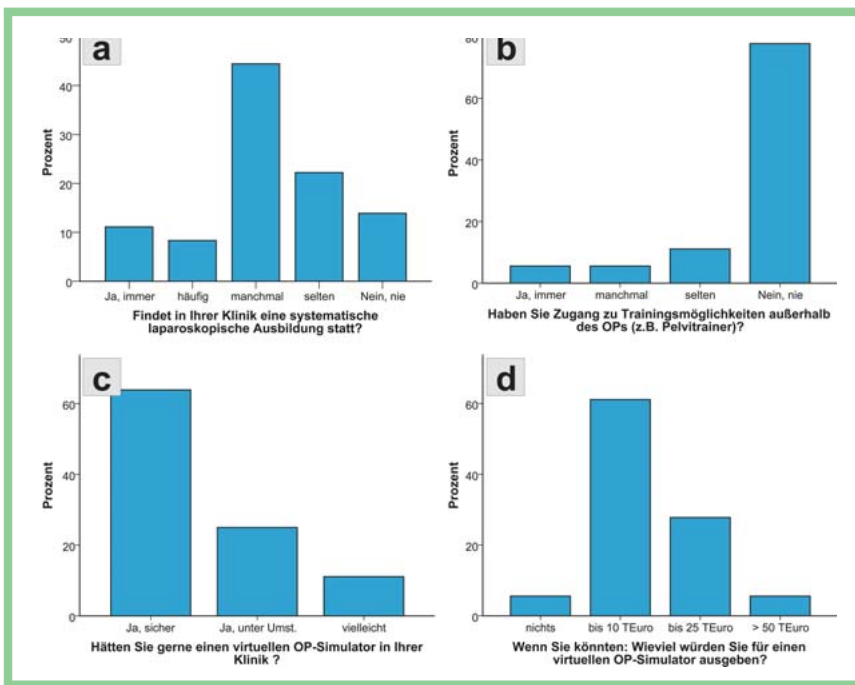 a
50
40
30
20
10
0
Prozent
Ja, immer
häufig
manchmal
selten
Nein, nie
Findet in Ihrer Klinik eine systematische
laparoskopische Ausbildung statt?
b
80
60
40
20
0
Prozent
Ja, immer
manchmal
selten
Nein, nie
Haben Sie Zugang zu Trainingsmöglichkeiten außerhalb
des OPs (z.B. Pelvitrainer)?
c
60
40
20
0
Prozent
Ja, sicher
Ja, unter Umst.
vielleicht
Hätten Sie gerne einen virtuellen OP-Simulator in Ihrer
Klinik ?
d
60
40
20
0
Prozent
nichts
bis 10 TEuro
bis 25 TEuro
> 50 TEuro
Wenn Sie könnten: Wieviel würden Sie für einen
virtuellen OP-Simulator ausgeben?